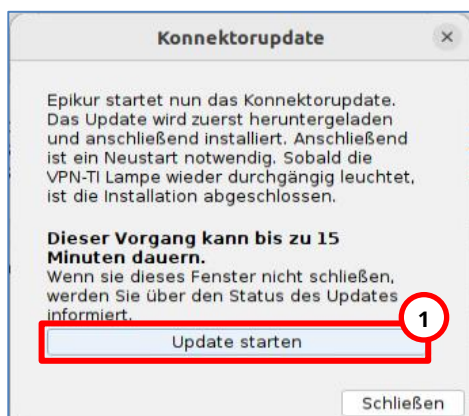 Konnektorupdate
Epikur startet nun das Konnektorupdate.
Das Update wird zuerst heruntergeladen
und anschließend installiert. Anschließend
ist ein Neustart notwendig. Sobald die
VPN-TI Lampe wieder durchgängig leuchtet,
ist die Installation abgeschlossen.
Dieser Vorgang kann bis zu 15
Minuten dauern.
Wenn sie dieses Fenster nicht schließen,
werden Sie über den Status des Updates
informiert.
1
Update starten
Schließen